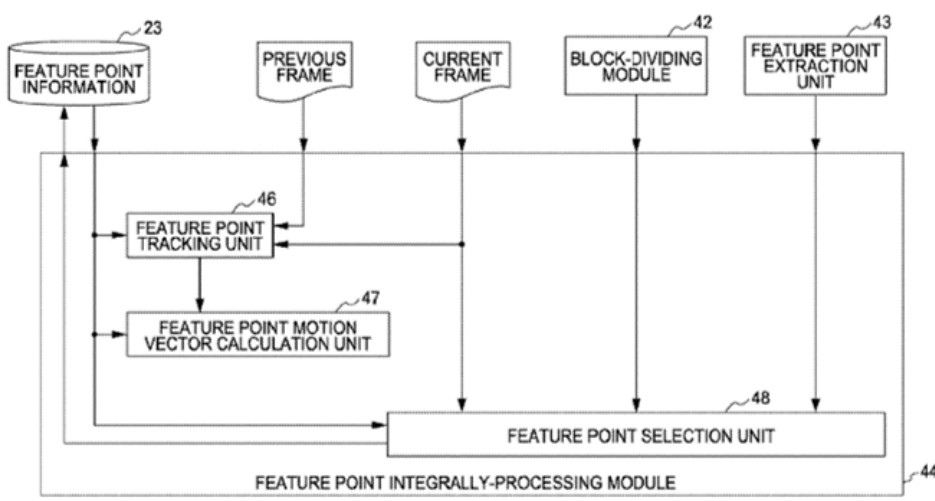 23
FEATURE POINT
INFORMATION
PREVIOUS
FRAME
CURRENT
FRAME
42
BLOCK-DIVIDING
MODULE
43
FEATURE POINT
EXTRACTION
UNIT
46
FEATURE POINT
TRACKING UNIT
47
FEATURE POINT MOTION
VECTOR CALCULATION UNIT
48
FEATURE POINT SELECTION UNIT
FEATURE POINT INTEGRALLY-PROCESSING MODULE
44